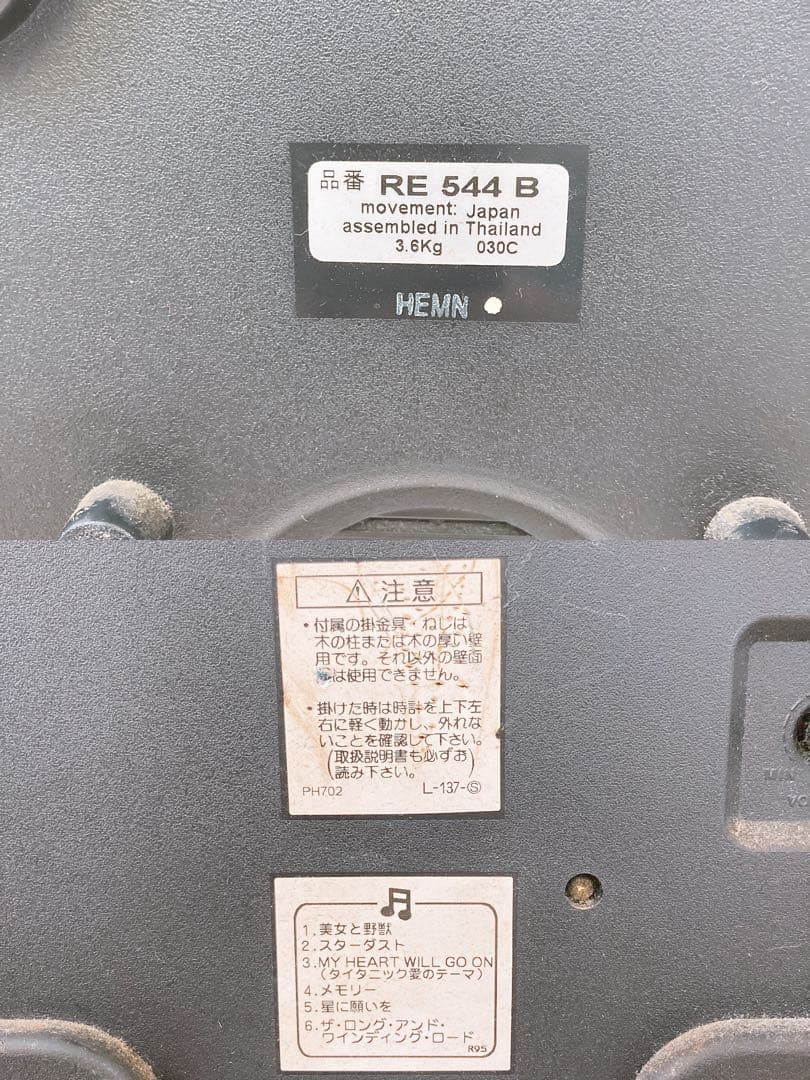 品番 RE 544 B
movement: Japan
assembled in Thailand
3.6Kg 030C
HEMN
⚠ 注意
・付属の掛金具・ねじは
木の柱または木の厚い壁
用です。それ以外の壁面
は使用できません。
・掛けた時は時計を上下左
右に軽く動かし、外れな
いことを確認して下さい。
(取扱説明書も必ずお
読み下さい。)
PH702 L-137-Ⓢ
MIN
1.美女と野獣
2.スターダスト
3.MY HEART WILL GO ON
(タイタニック愛のテーマ)
4.メモリー
5.星に願いを
6.ザ・ロング・アンド・
ワインディング・ロード
R95